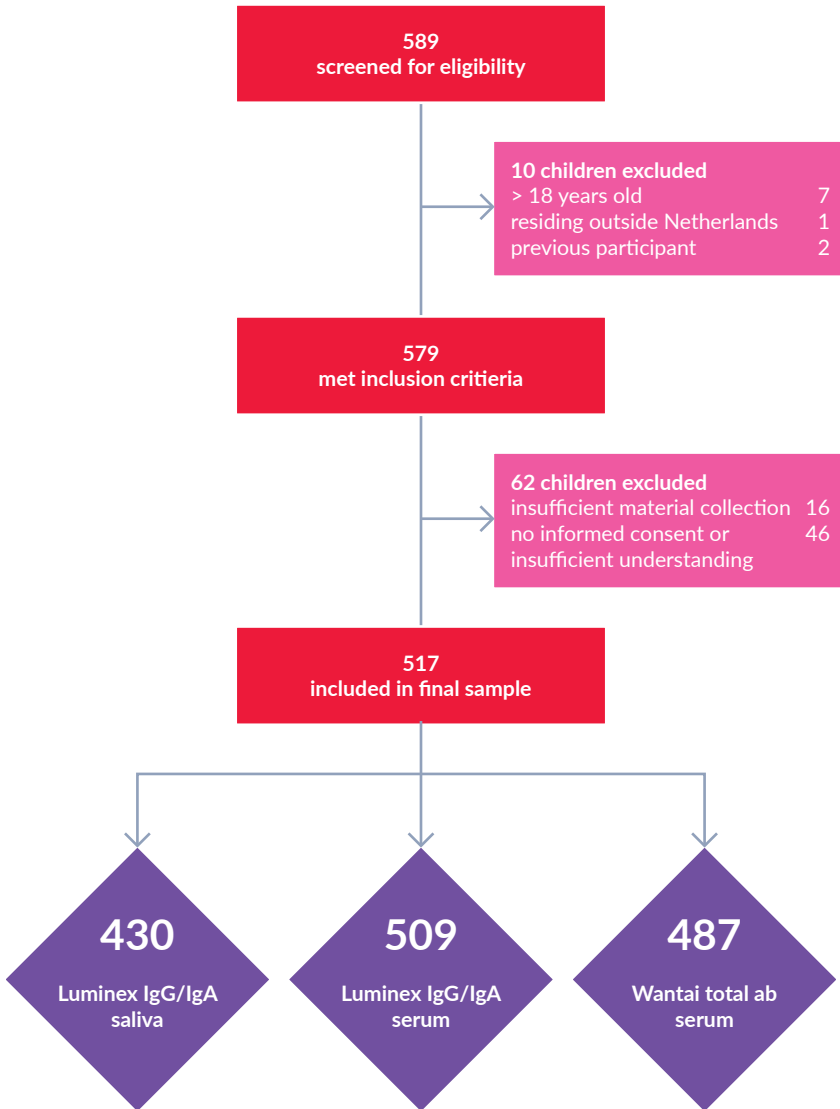 589
screened for eligibility
10 children excluded
> 18 years old 7
residing outside Netherlands 1
previous participant 2
579
met inclusion critieria
62 children excluded
insufficient material collection 16
no informed consent or 46
insufficient understanding
517
included in final sample
430
Luminex IgG/IgA
saliva
509
Luminex IgG/IgA
serum
487
Wantai total ab
serum